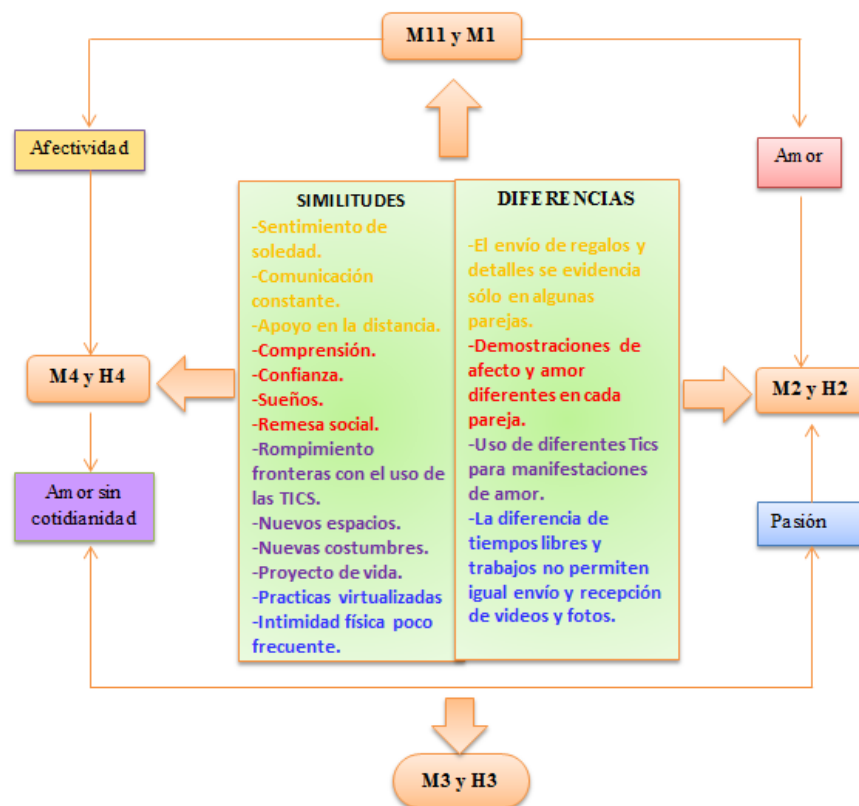 M11 y M1
Afectividad
Amor
SIMILITUDES
-Sentimiento de
soledad.
-Comunicación
constante.
-Apoyo en la distancia.
-Comprensión.
-Confianza.
-Sueños.
-Remesa social.
-Rompimiento
fronteras con el uso de
las TICS.
-Nuevos espacios.
-Nuevas costumbres.
-Proyecto de vida.
-Practicas virtualizadas
-Intimidad física poco
frecuente.
DIFERENCIAS
-El envío de regalos y
detalles se evidencia
sólo en algunas
parejas.
-Demostraciones de
afecto y amor
diferentes en cada
pareja.
-Uso de diferentes Tics
para manifestaciones
de amor.
-La diferencia de
tiempos libres y
trabajos no permiten
igual envío y recepción
de videos y fotos.
M4 y H4
M2 y H2
Amor sin
cotidianidad
Pasión
M3 y H3